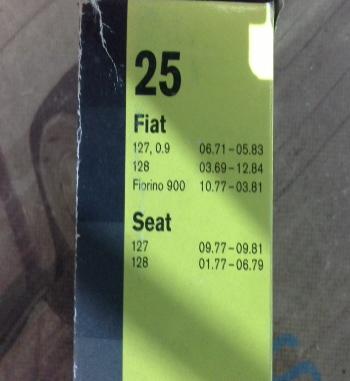 25
Fiat
127, 0.9 06.71-05.83
128 03.69-12.84
Fiorino 900 10.77-03.81
Seat
127 09.77-09.81
128 01.77-06.79